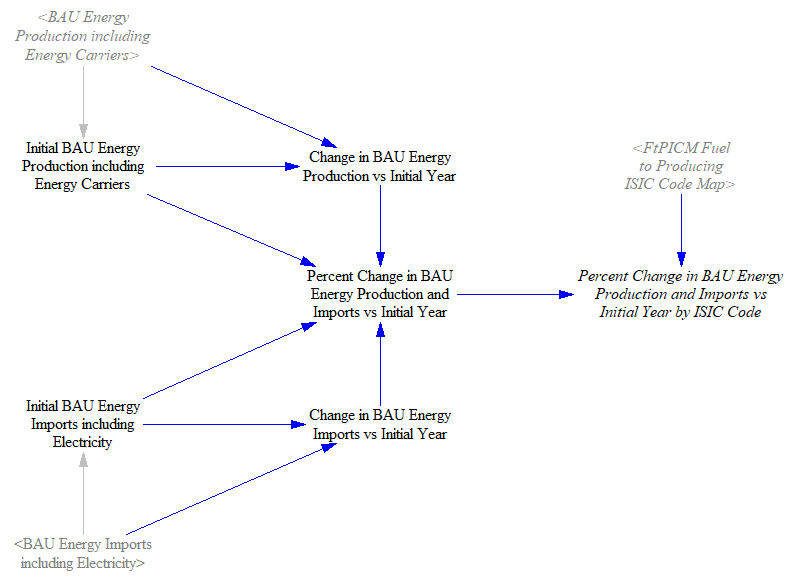 <BAU Energy
Production including
Energy Carriers>
Initial BAU Energy
Production including
Energy Carriers
Change in BAU Energy
Production vs Initial Year
<FtPICM Fuel
to Producing
ISIC Code Map>
Percent Change in BAU
Energy Production and
Imports vs Initial Year
Percent Change in BAU Energy
Production and Imports vs
Initial Year by ISIC Code
Initial BAU Energy
Imports including
Electricity
Change in BAU Energy
Imports vs Initial Year
<BAU Energy Imports
including Electricity>